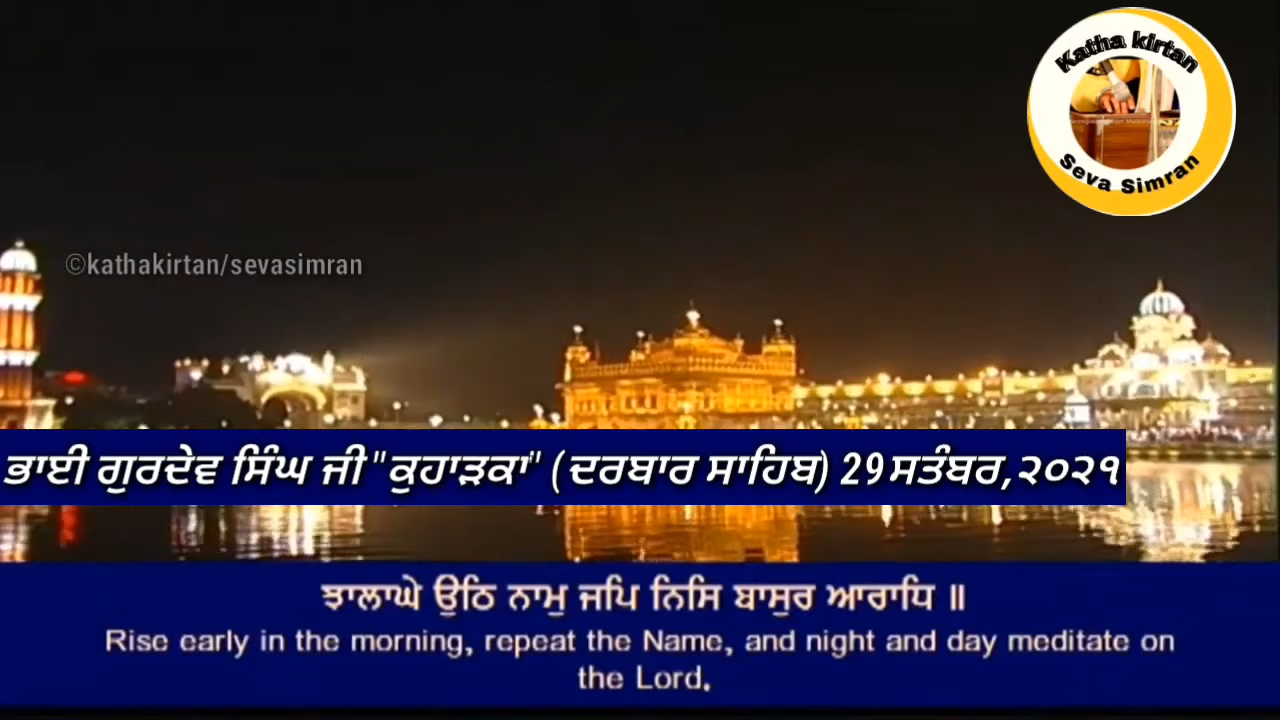 Katha kirtan
Seva Simran
©kathakirtan/sevasimran
ਭਾਈ ਗੁਰਦੇਵ ਸਿੰਘ ਜੀ "ਕੁਹਾੜਕਾ" (ਦਰਬਾਰ ਸਾਹਿਬ) 29 ਸਤੰਬਰ,੨੦੨੧
ਝਾਲਾਘੇ ਉਠਿ ਨਾਮੁ ਜਪਿ ਨਿਸਿ ਬਾਸੁਰ ਆਰਾਧਿ ॥
Rise early in the morning, repeat the Name, and night and day meditate on
the Lord.